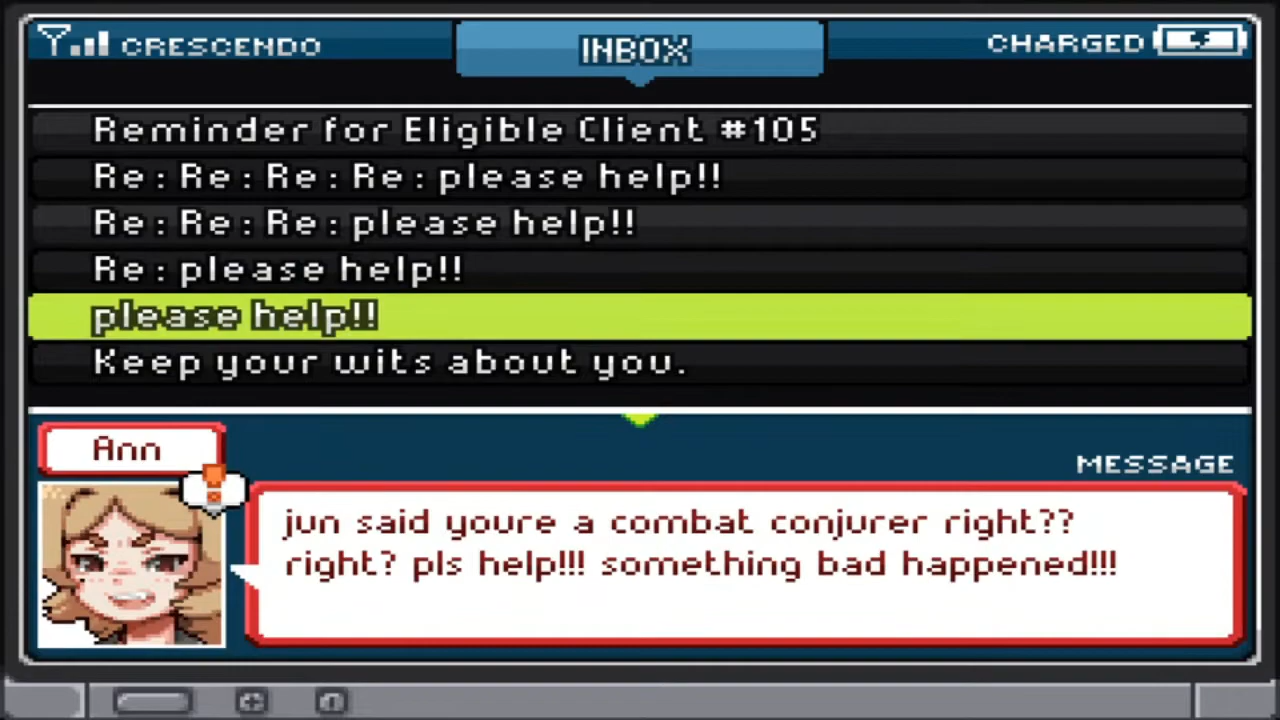 CRESCENDO
INBOX
CHARGED
Reminder for Eligible Client #105
Re: Re: Re: Re: please help!!
Re: Re: Re: please help!!
Re: please help!!
please help!!
Keep your wits about you.
Ann
MESSAGE
jun said youre a combat conjurer right??
right? pls help!!! something bad happened!!!